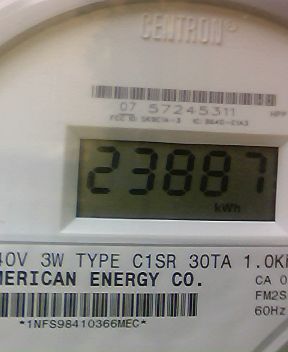 CENTRON®
07 57245311
HPP
23887
kWh
40V 3W TYPE C1SR 30TA 1.0K
MERICAN ENERGY CO.
CA 0
FM2S
60Hz
*1NFS98410366MEC*